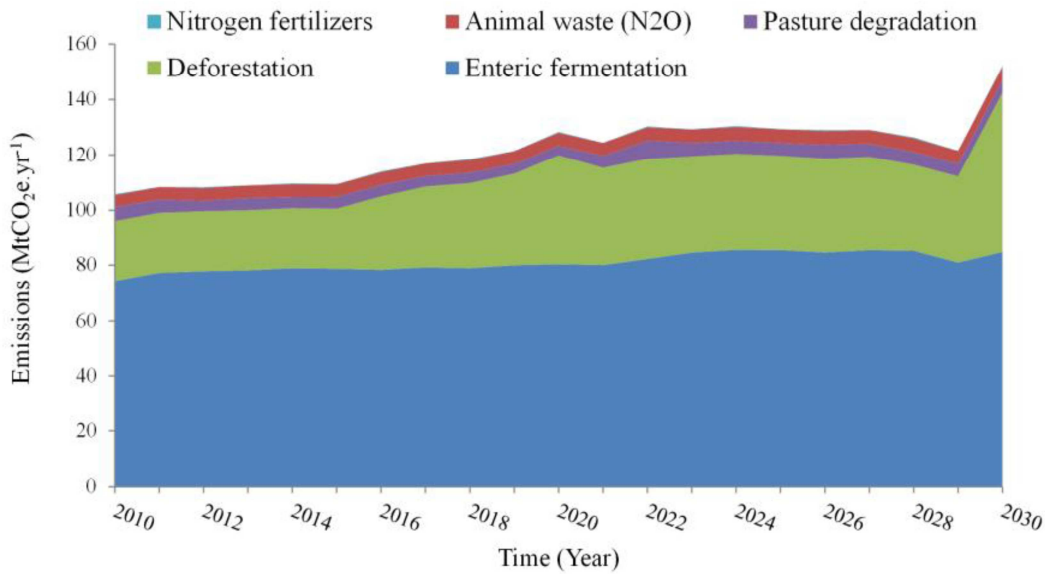 Nitrogen fertilizers Animal waste (N2O) Pasture degradation
Deforestation Enteric fermentation
160
140
120
100
80
60
40
20
0
Emissions (MtCO₂e.yr⁻¹)
2010 2012 2014 2016 2018 2020 2022 2024 2026 2028 2030
Time (Year)